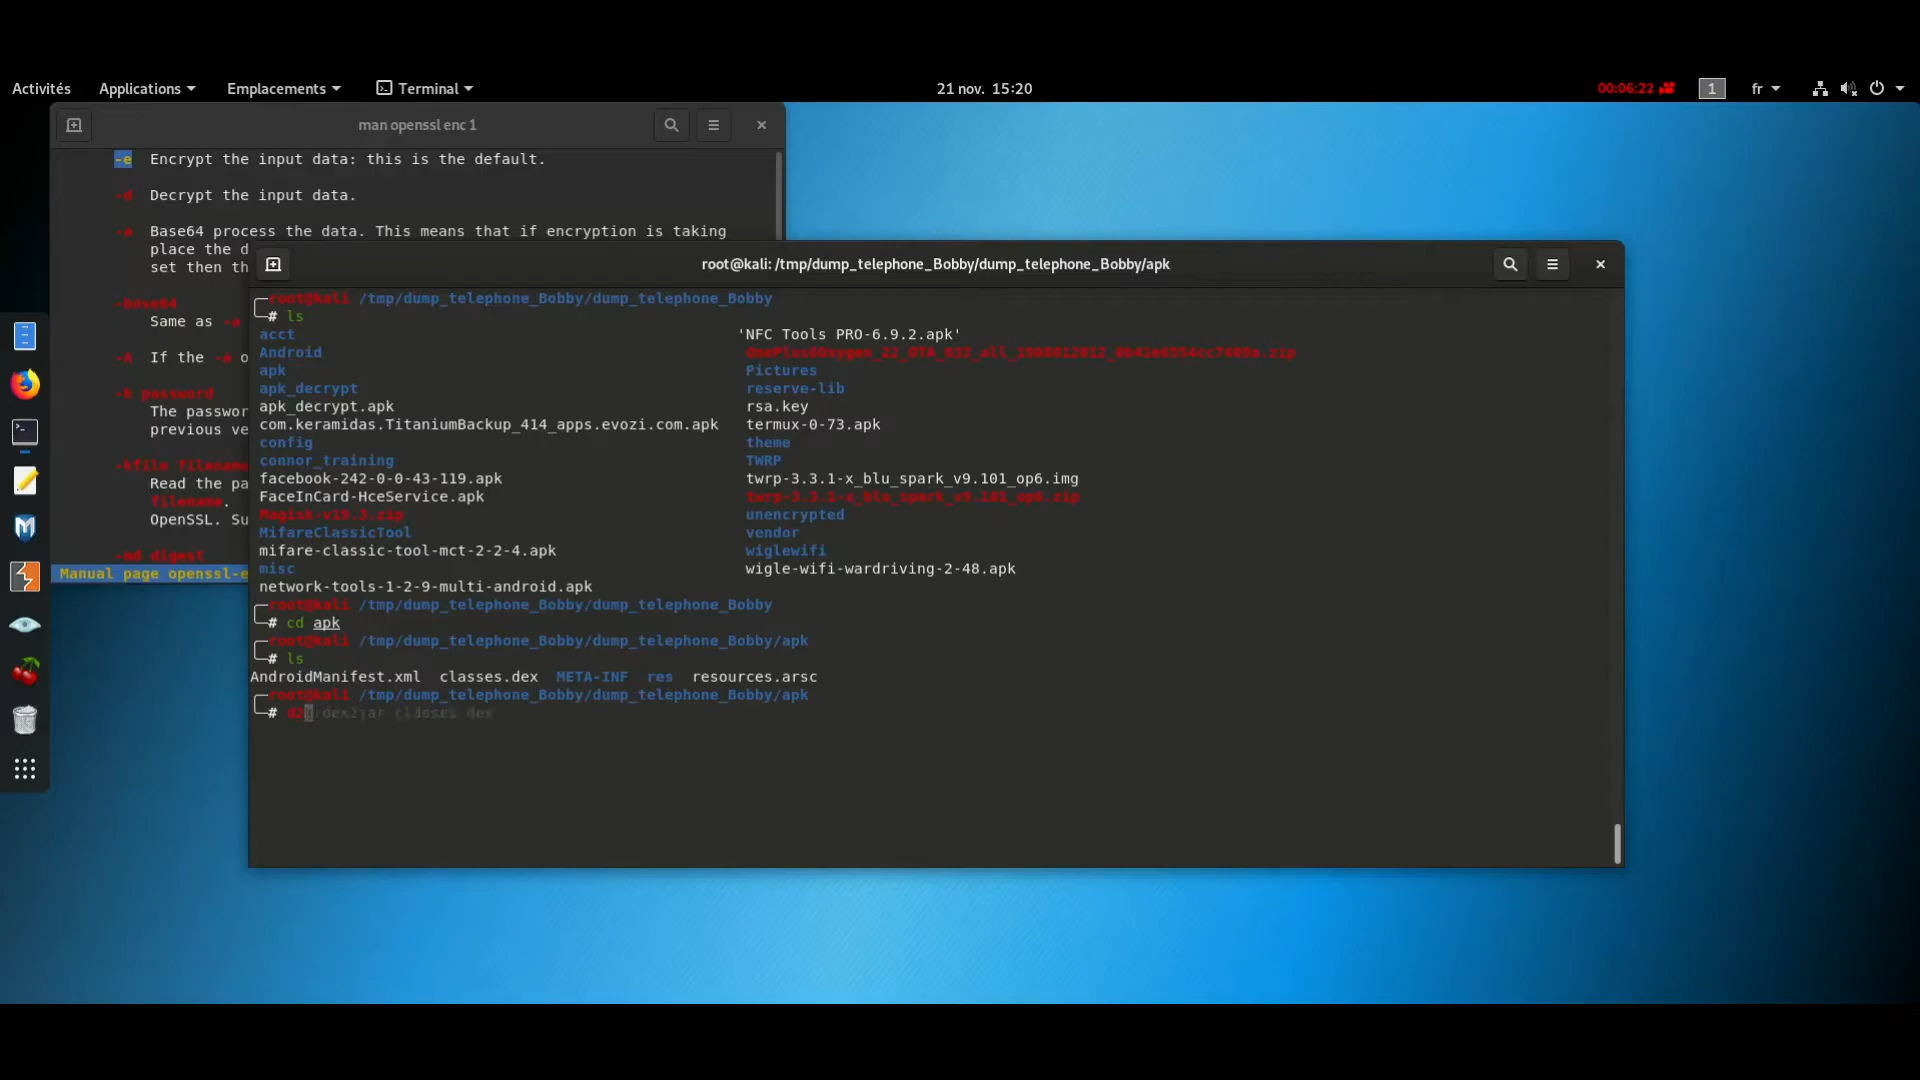 Activités Applications Emplacements Terminal 21 nov. 15:20 00:06:22 1 fr
man openssl enc 1
-e Encrypt the input data: this is the default.
-d Decrypt the input data.
-a Base64 process the data. This means that if encryption is taking
place the d
set then th
-base64
Same as -a
-A If the -a o
-k password
The passwor
previous ve
-kfile filename
Read the pa
filename.
OpenSSL. Su
-md digest
Manual page openssl-e
root@kali: /tmp/dump_telephone_Bobby/dump_telephone_Bobby/apk
root@kali /tmp/dump_telephone_Bobby/dump_telephone_Bobby
# ls
acct 'NFC Tools PRO-6.9.2.apk'
Android
apk Pictures
apk_decrypt reserve-lib
apk_decrypt.apk rsa.key
com.keramidas.TitaniumBackup_414_apps.evozi.com.apk termux-0-73.apk
config theme
connor_training TWRP
facebook-242-0-0-43-119.apk twrp-3.3.1-x_blu_spark_v9.101_op6.img
FaceInCard-HceService.apk twrp-3.3.1-x_blu_spark_v9.101_op6.zip
Magisk-v19.3.zip unencrypted
MifareClassicTool vendor
mifare-classic-tool-mct-2-2-4.apk wiglewifi
misc wigle-wifi-wardriving-2-48.apk
network-tools-1-2-9-multi-android.apk
root@kali /tmp/dump_telephone_Bobby/dump_telephone_Bobby
# cd apk
root@kali /tmp/dump_telephone_Bobby/dump_telephone_Bobby/apk
# ls
AndroidManifest.xml classes.dex META-INF res resources.arsc
root@kali /tmp/dump_telephone_Bobby/dump_telephone_Bobby/apk
# d2j-dex2jar classes.dex